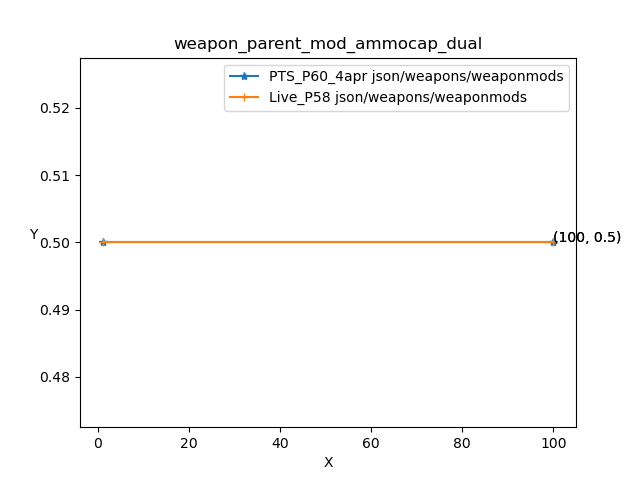 weapon_parent_mod_ammocap_dual
PTS_P60_4apr json/weapons/weaponmods
Live_P58 json/weapons/weaponmods
0.52
0.51
0.50
0.49
0.48
Y
(100, 0.5)
0 20 40 60 80 100
X